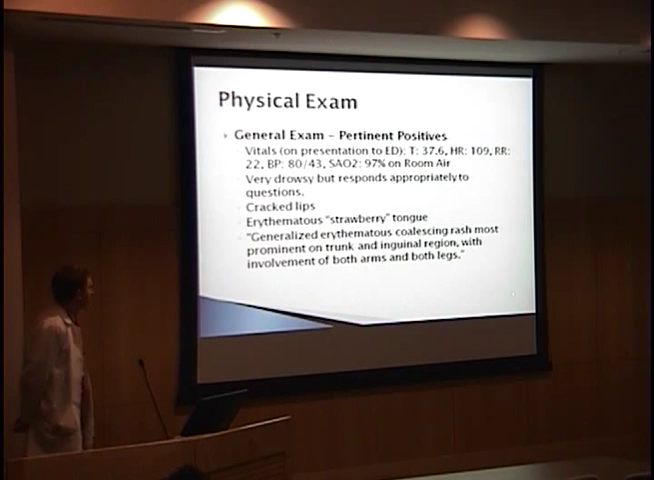 Physical Exam
General Exam – Pertinent Positives
Vitals (on presentation to ED): T: 37.6, HR: 109, RR:
22, BP: 80/43, SAO2: 97% on Room Air
Very drowsy but responds appropriately to
questions.
Cracked lips
Erythematous "strawberry" tongue
"Generalized erythematous coalescing rash most
prominent on trunk and inguinal region, with
involvement of both arms and both legs."